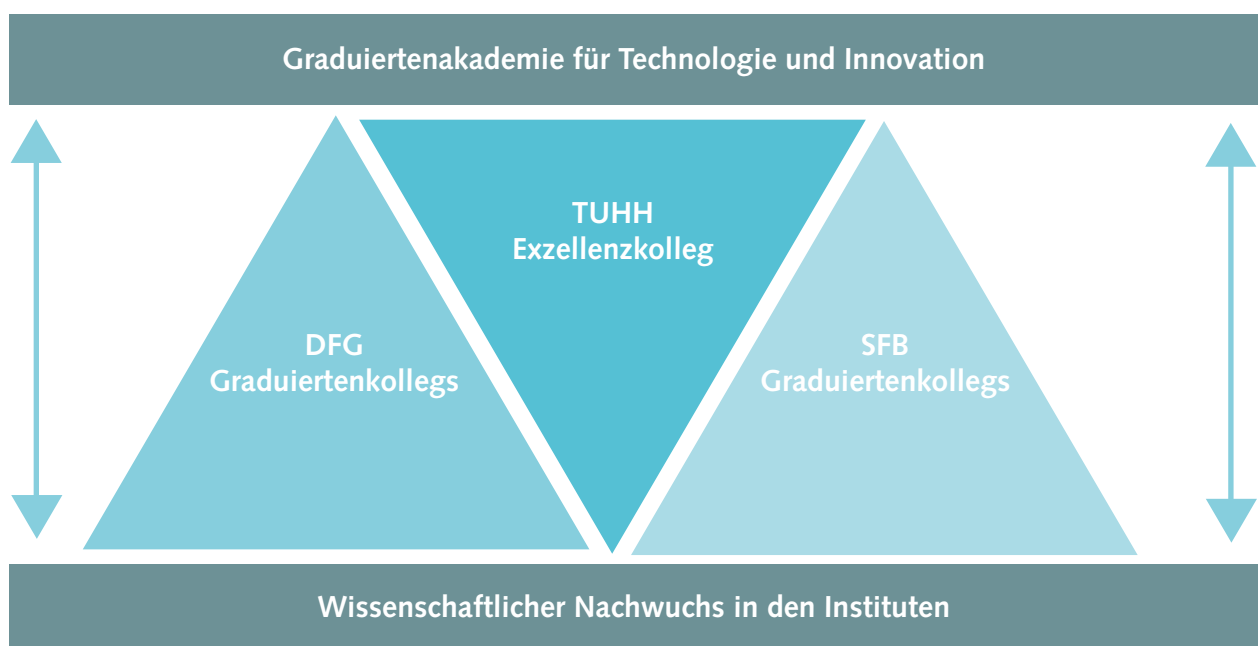 Graduiertenakademie für Technologie und Innovation
TUHH
Exzellenzkolleg
DFG
Graduiertenkollegs
SFB
Graduiertenkollegs
Wissenschaftlicher Nachwuchs in den Instituten